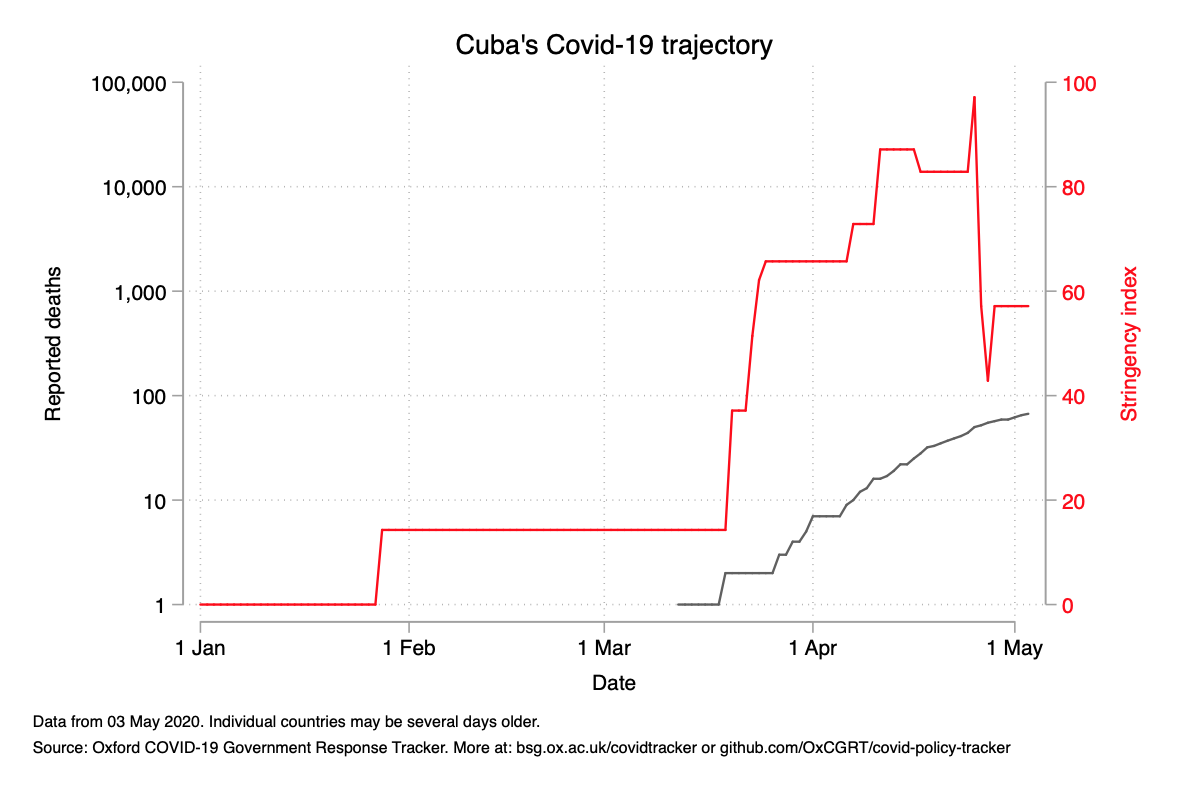 Cuba's Covid-19 trajectory
100,000
10,000
1,000
100
10
1
Reported deaths
100
80
60
40
20
0
Stringency index
1 Jan
1 Feb
1 Mar
1 Apr
1 May
Date
Data from 03 May 2020. Individual countries may be several days older.
Source: Oxford COVID-19 Government Response Tracker. More at: bsg.ox.ac.uk/covidtracker or github.com/OxCGRT/covid-policy-tracker